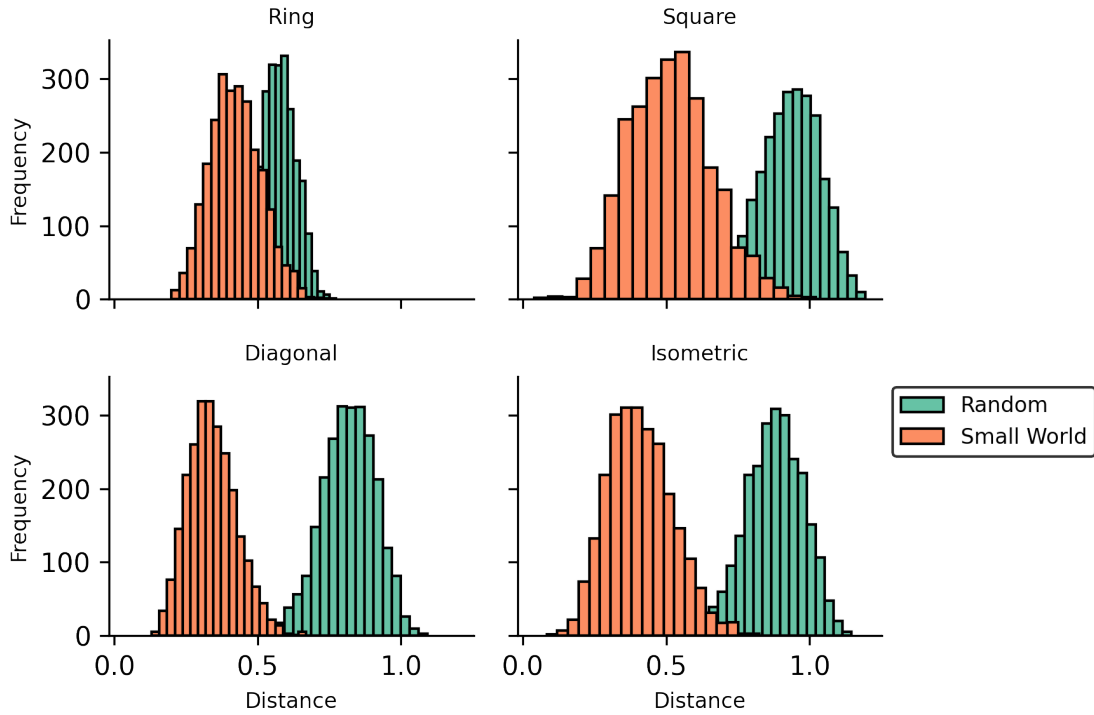 Ring
Square
300
200
100
0
Frequency
Diagonal
Isometric
300
200
100
0
Frequency
0.0 0.5 1.0
0.0 0.5 1.0
Distance
Distance
Random
Small World